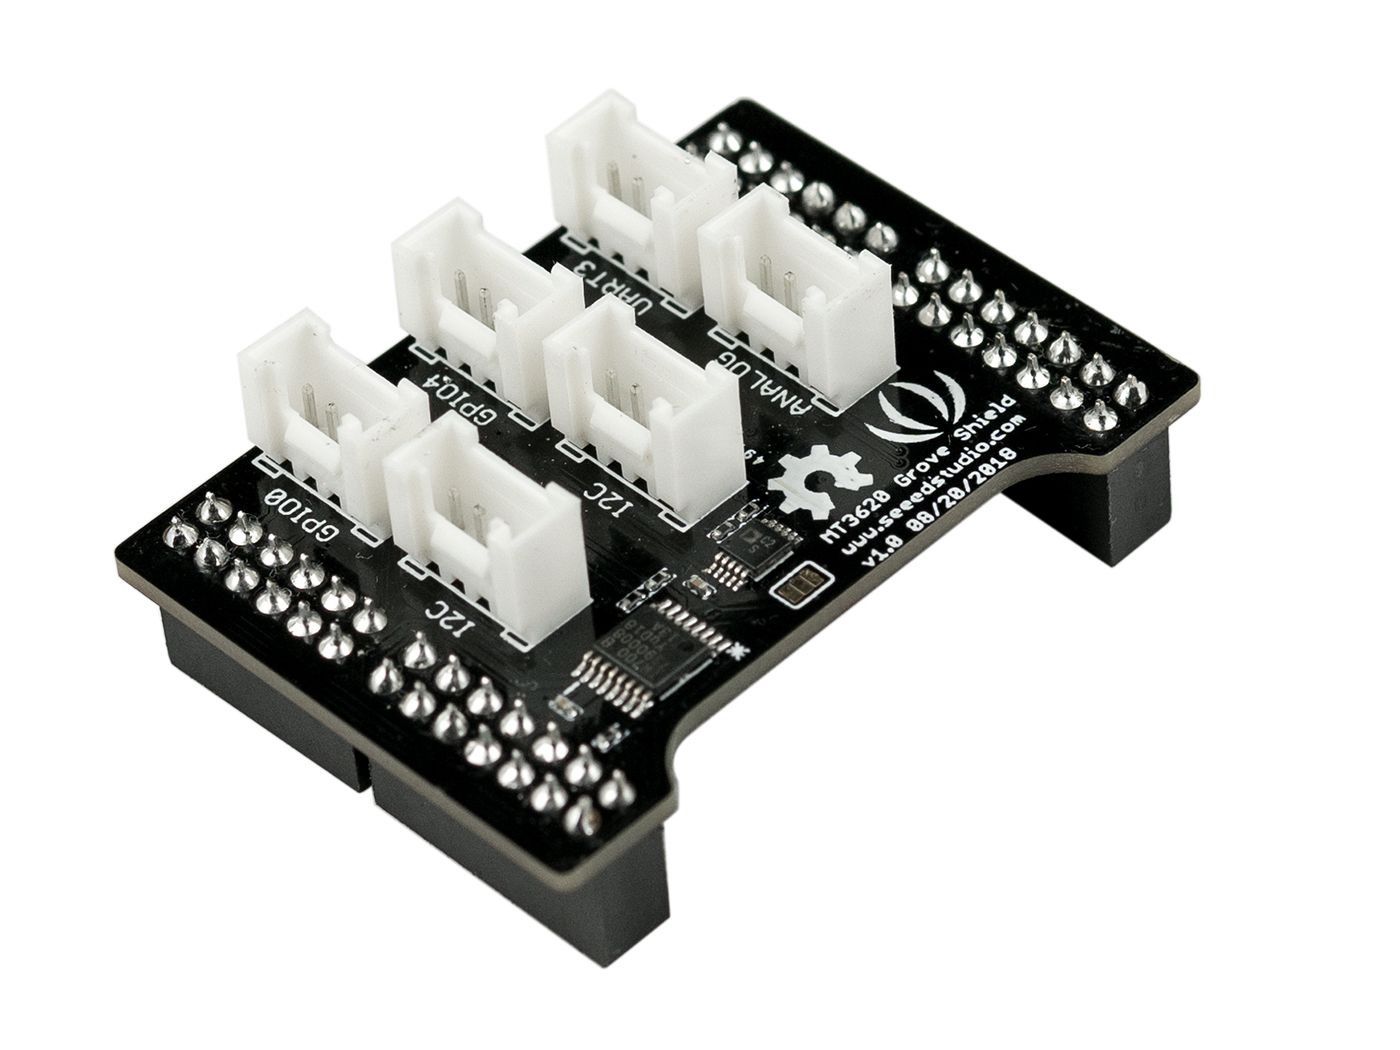 UART3
ANALOG
GPIO4
I2C
GPIO0
I2C
MT3620 Grove Shield
www.seeedstudio.com
v1.0 08/20/2018